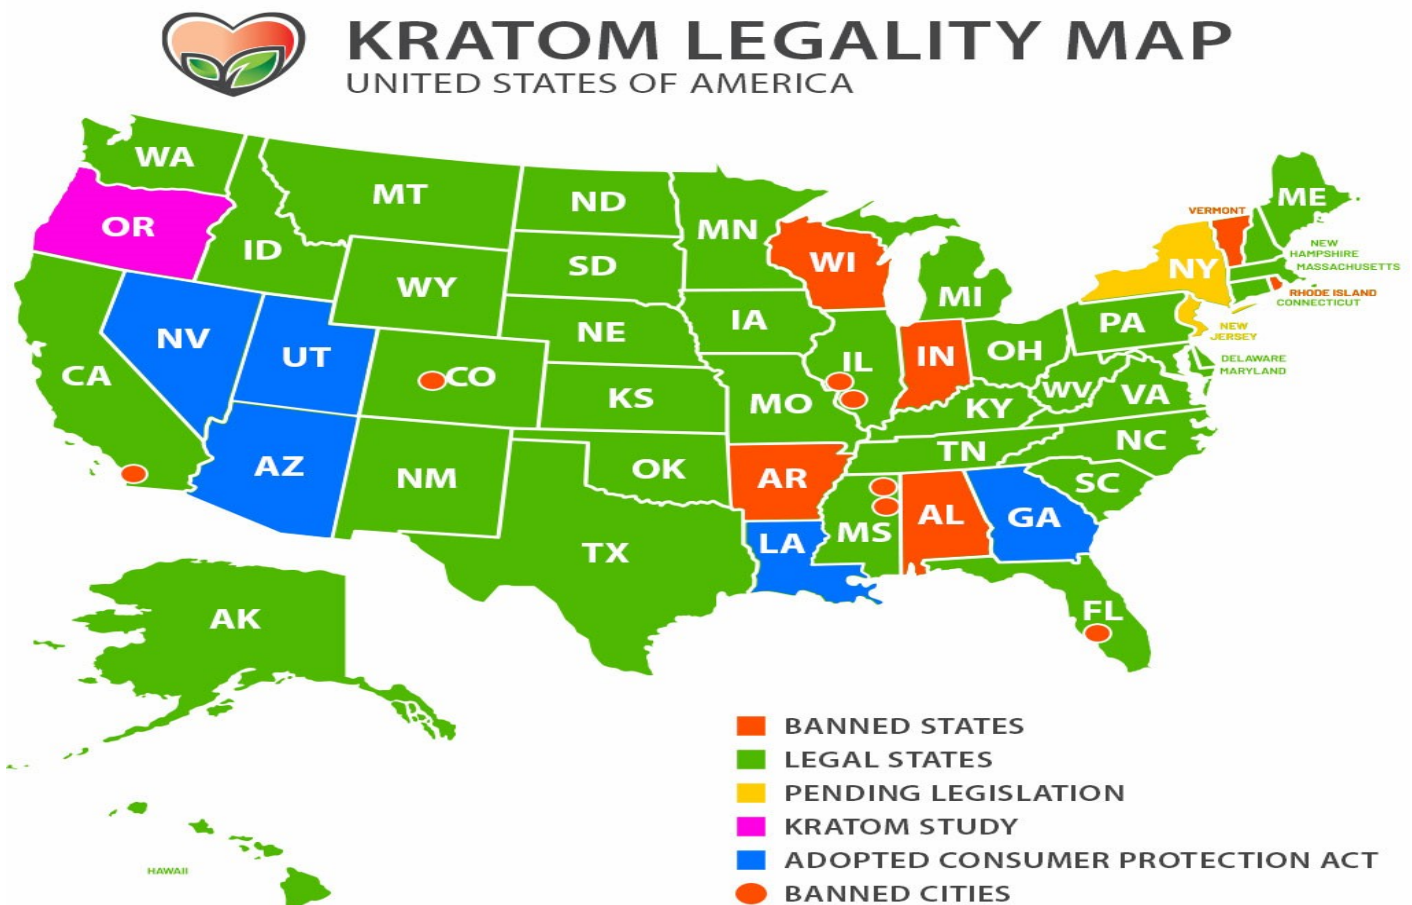 KRATOM LEGALITY MAP
UNITED STATES OF AMERICA
WA
MT
ND
MN
ME
VERMONT
OR
ID
SD
WI
NY
NEW
HAMPSHIRE
MASSACHUSETTS
WY
MI
RHODE ISLAND
CONNECTICUT
NV
NE
IA
PA
NEW
JERSEY
UT
CO
IL
IN
OH
DELAWARE
MARYLAND
CA
KS
MO
KY
WV
VA
AZ
NM
OK
AR
TN
NC
SC
TX
LA
MS
AL
GA
AK
FL
HAWAII
BANNED STATES
LEGAL STATES
PENDING LEGISLATION
KRATOM STUDY
ADOPTED CONSUMER PROTECTION ACT
BANNED CITIES